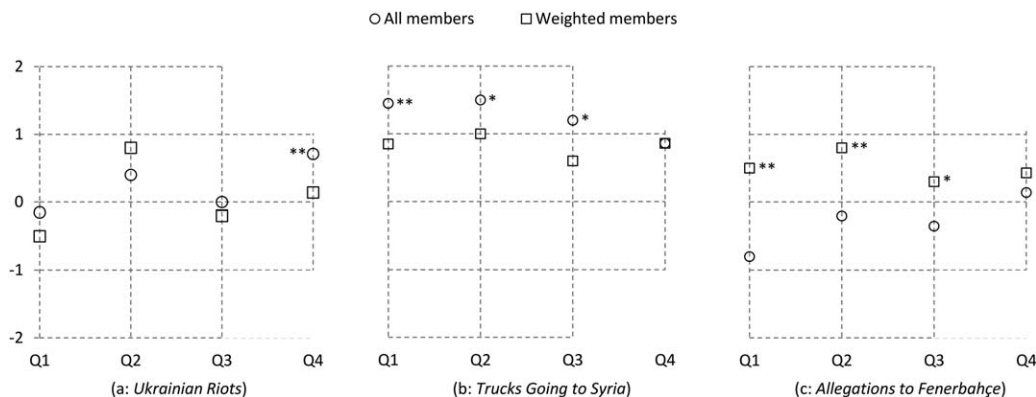 All members Weighted members
2
1
0
-1
-2
** ** * * ** ** *
Q1 Q2 Q3 Q4 Q1 Q2 Q3 Q4 Q1 Q2 Q3 Q4
(a: Ukrainian Riots) (b: Trucks Going to Syria) (c: Allegations to Fenerbahçe)